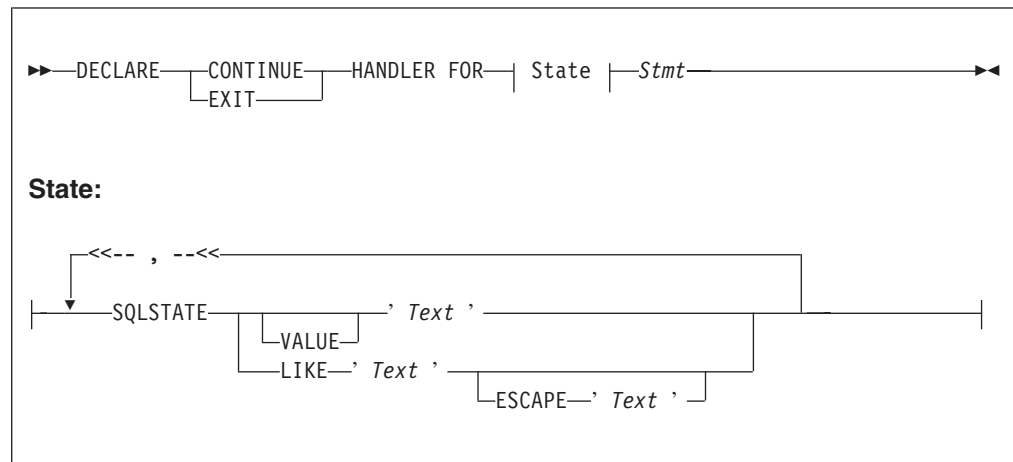 DECLARE CONTINUE HANDLER FOR State Stmt
EXIT
State:
<<-- , --<<
SQLSTATE ' Text '
VALUE
LIKE ' Text '
ESCAPE ' Text '